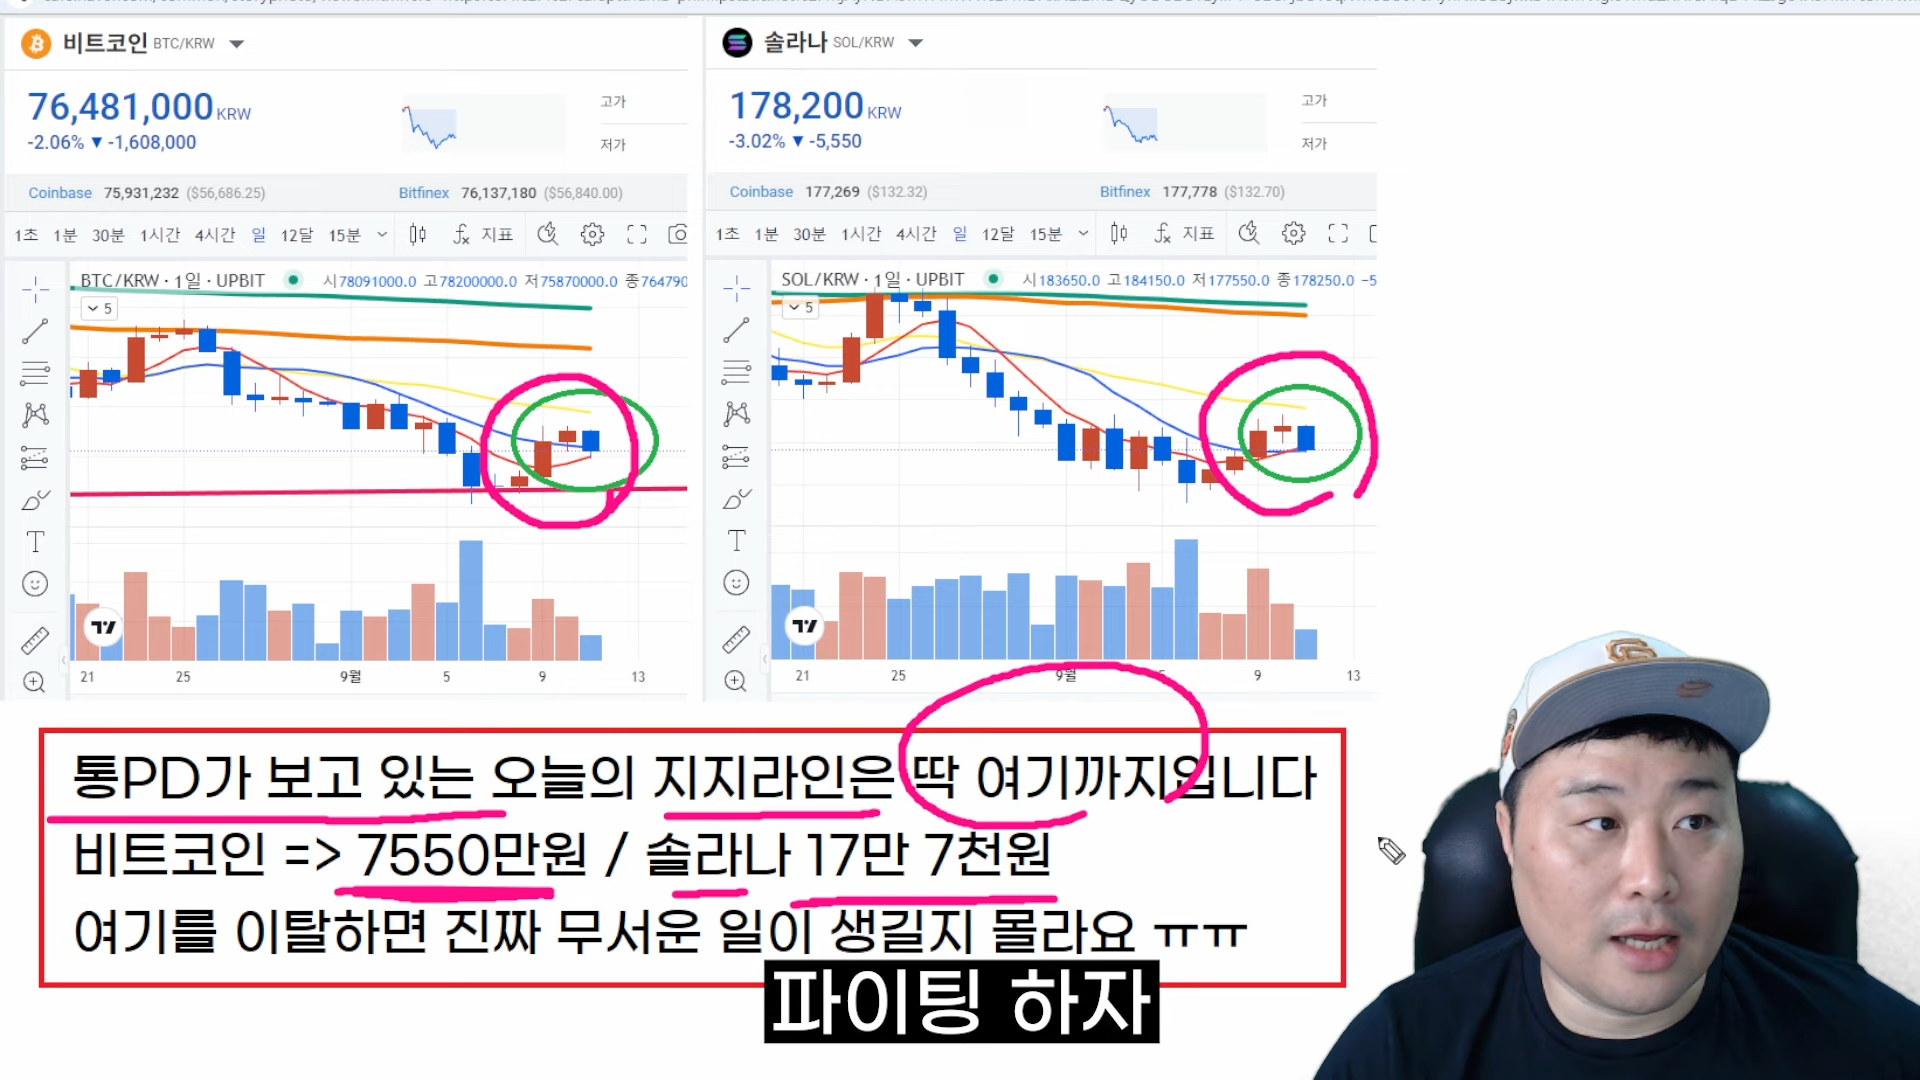 비트코인 BTC/KRW
76,481,000 KRW
-2.06% ▼ -1,608,000
고가
저가
Coinbase 75,931,232 ($56,686.25) Bitfinex 76,137,180 ($56,840.00)
1초 1분 30분 1시간 4시간 일 12달 15분 지표
BTC/KRW · 1일 · UPBIT 시78091000.0 고78200000.0 저75870000.0 종764790
5
21 25 9월 5 9 13
솔라나 SOL/KRW
178,200 KRW
-3.02% ▼ -5,550
고가
저가
Coinbase 177,269 ($132.32) Bitfinex 177,778 ($132.70)
1초 1분 30분 1시간 4시간 일 12달 15분 지표
SOL/KRW · 1일 · UPBIT 시183650.0 고184150.0 저177550.0 종178250.0 -5
5
21 25 9월 5 9 13
통PD가 보고 있는 오늘의 지지라인은 딱 여기까지입니다
비트코인 => 7550만원 / 솔라나 17만 7천원
여기를 이탈하면 진짜 무서운 일이 생길지 몰라요 ㅠㅠ
파이팅 하자